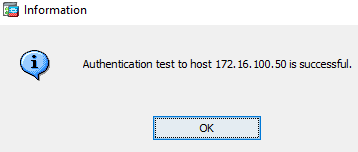 Information
Authentication test to host 172.16.100.50 is successful.
OK